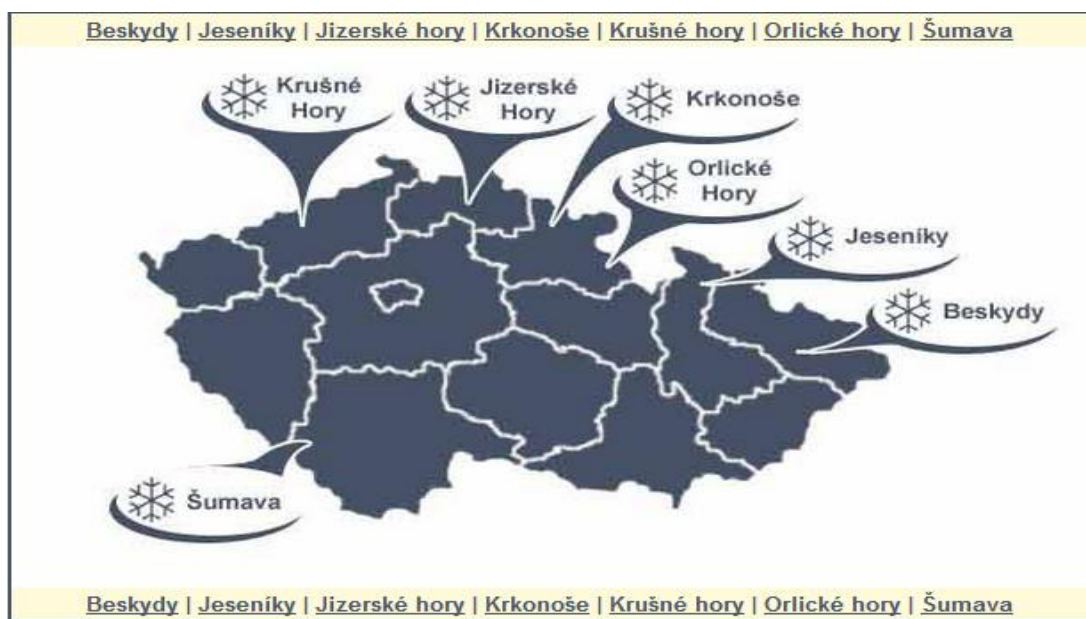 Beskydy | Jeseníky | Jizerské hory | Krkonoše | Krušné hory | Orlické hory | Šumava
Krušné
Hory
Jizerské
Hory
Krkonoše
Orlické
Hory
Jeseníky
Beskydy
Šumava
Beskydy | Jeseníky | Jizerské hory | Krkonoše | Krušné hory | Orlické hory | Šumava